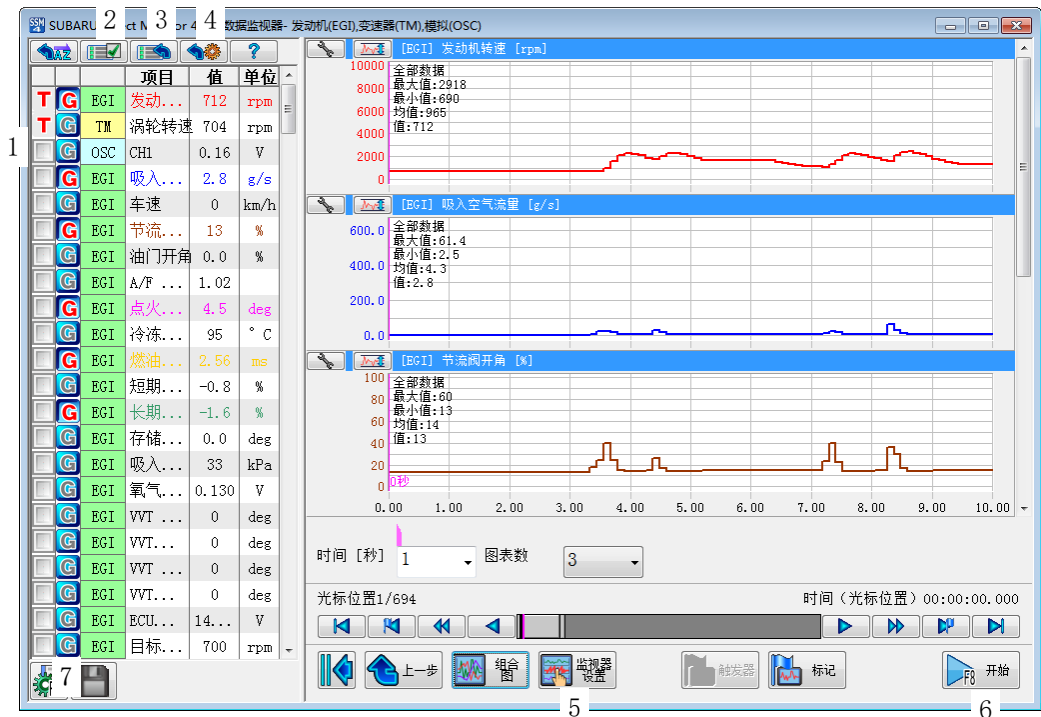 2 3 4
SUBARU ect M or 4 数据监视器- 发动机(EGI),变速器(TM),模拟(OSC)
AZ ?
项目 值 单位
T G EGI 发动... 712 rpm
T G TM 涡轮转速 704 rpm
1
G OSC CH1 0.16 V
G EGI 吸入... 2.8 g/s
G EGI 车速 0 km/h
G EGI 节流... 13 %
G EGI 油门开角 0.0 %
G EGI A/F ... 1.02
G EGI 点火... 4.5 deg
G EGI 冷冻... 95 °C
G EGI 燃油... 2.56 ms
G EGI 短期... -0.8 %
G EGI 长期... -1.6 %
G EGI 存储... 0.0 deg
G EGI 吸入... 33 kPa
G EGI 氧气... 0.130 V
G EGI VVT ... 0 deg
G EGI VVT... 0 deg
G EGI VVT ... 0 deg
G EGI VVT... 0 deg
G EGI ECU... 14... V
G EGI 目标... 700 rpm
7
[EGI] 发动机转速 [rpm]
10000
8000
6000
4000
2000
0
全部数据
最大值:2918
最小值:690
均值:965
值:712
[EGI] 吸入空气流量 [g/s]
600.0
400.0
200.0
0.0
全部数据
最大值:61.4
最小值:2.5
均值:4.3
值:2.8
[EGI] 节流阀开角 [%]
100
80
60
40
20
0
全部数据
最大值:60
最小值:13
均值:14
值:13
0秒
0.00 1.00 2.00 3.00 4.00 5.00 6.00 7.00 8.00 9.00 10.00
时间 [秒] 1 图表数 3
光标位置1/694 时间（光标位置）00:00:00.000
上一步 组合图 监视器设置 触发器 标记 F8 开始
5 6